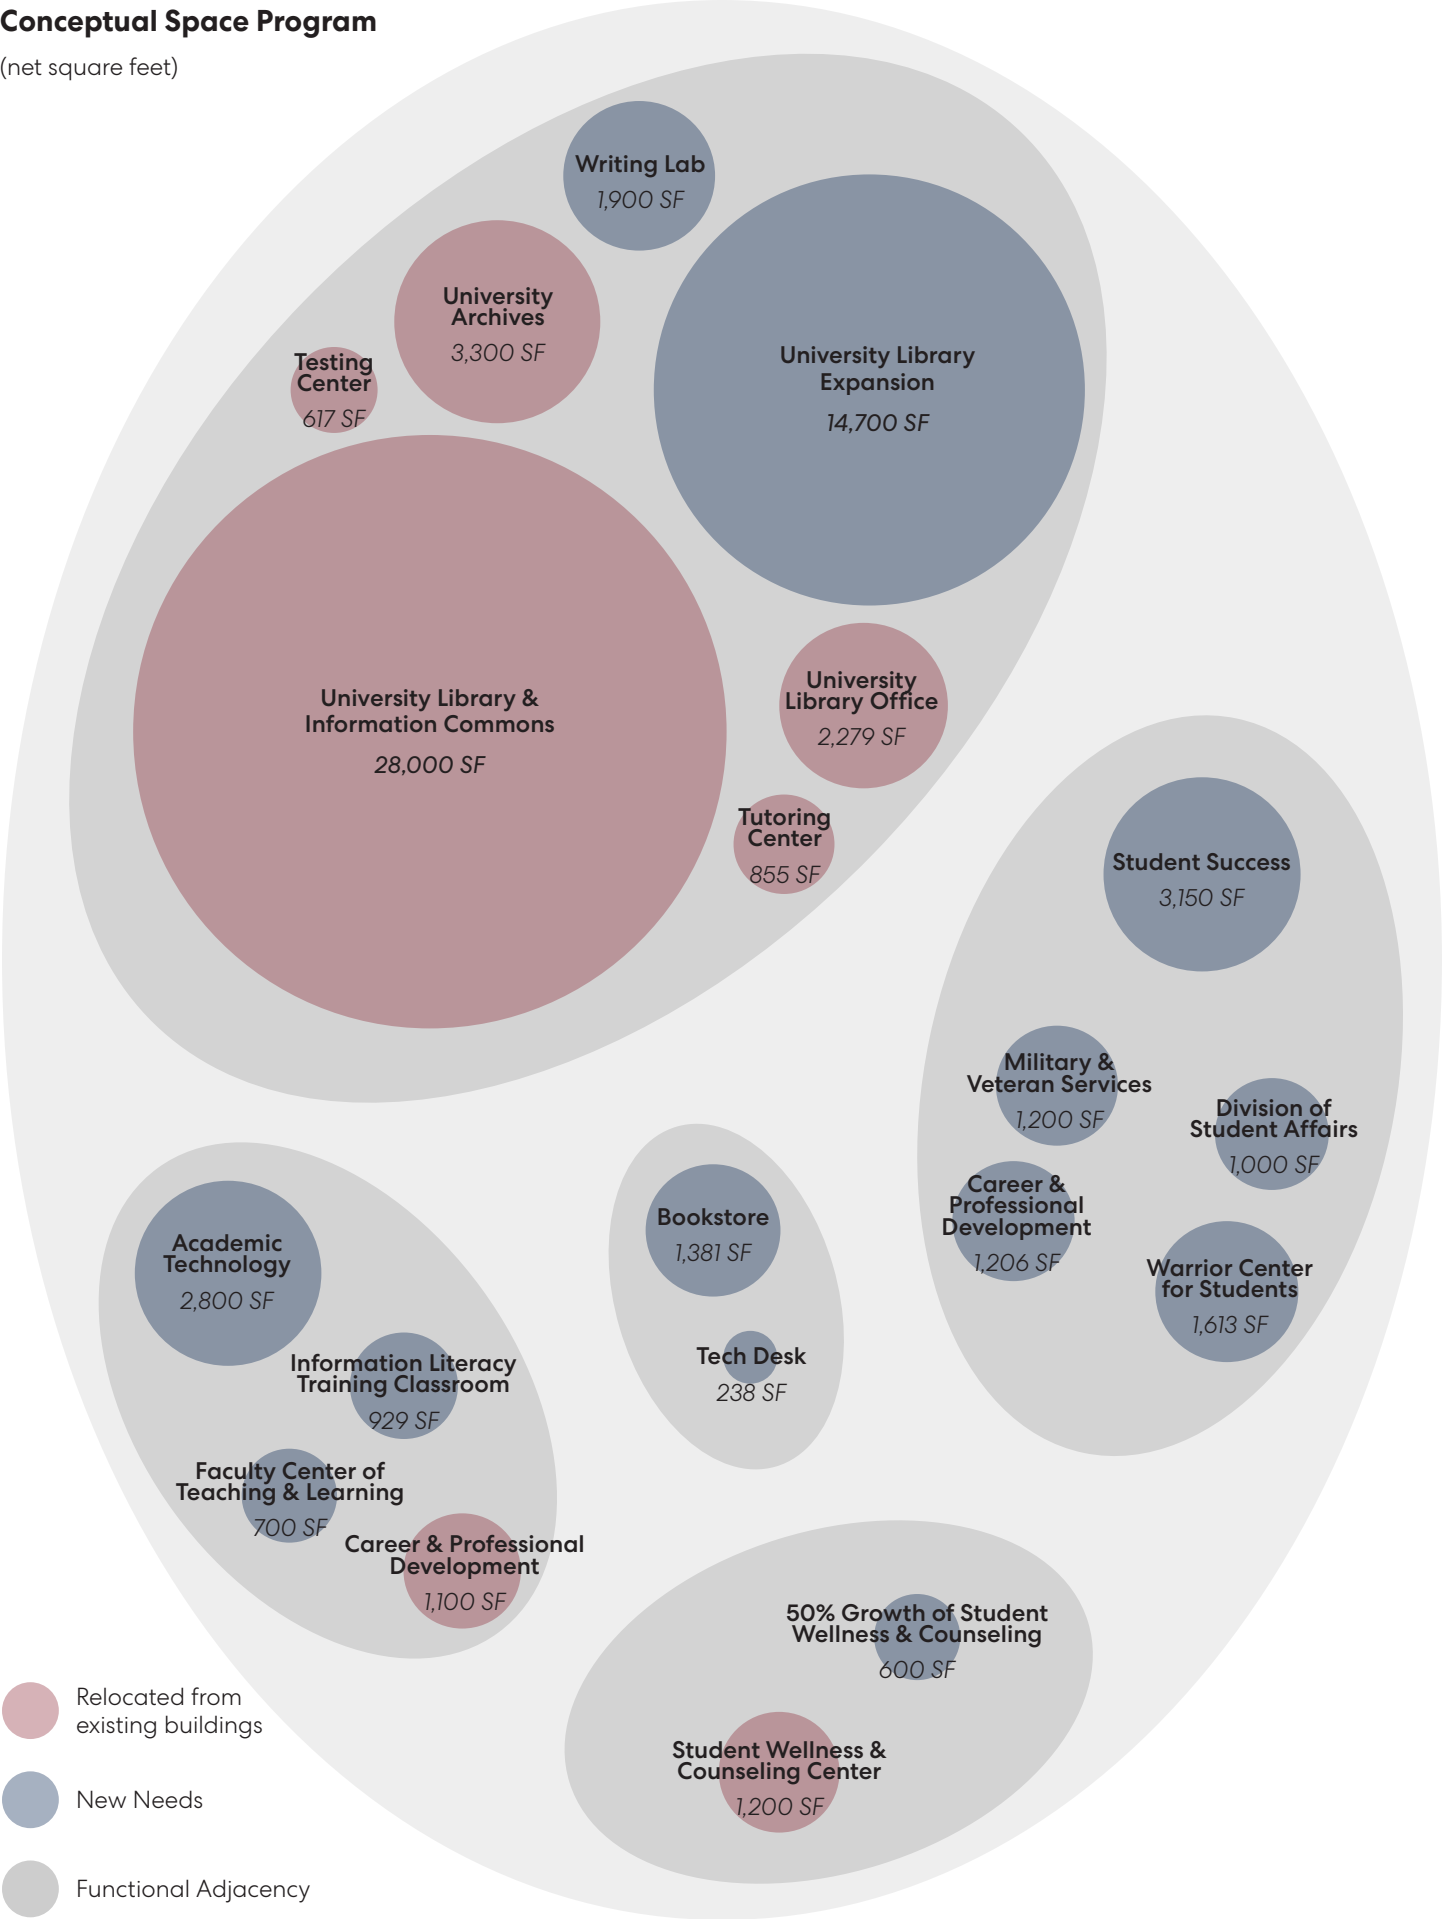 Conceptual Space Program
(net square feet)
Writing Lab
1,900 SF
University
Archives
3,300 SF
Testing
Center
617 SF
University Library
Expansion
14,700 SF
University Library &
Information Commons
28,000 SF
University
Library Office
2,279 SF
Tutoring
Center
855 SF
Student Success
3,150 SF
Military &
Veteran Services
1,200 SF
Division of
Student Affairs
1,000 SF
Career &
Professional
Development
1,206 SF
Warrior Center
for Students
1,613 SF
Bookstore
1,381 SF
Tech Desk
238 SF
Academic
Technology
2,800 SF
Information Literacy
Training Classroom
929 SF
Faculty Center of
Teaching & Learning
700 SF
Career & Professional
Development
1,100 SF
50% Growth of Student
Wellness & Counseling
600 SF
Student Wellness &
Counseling Center
1,200 SF
Relocated from
existing buildings
New Needs
Functional Adjacency